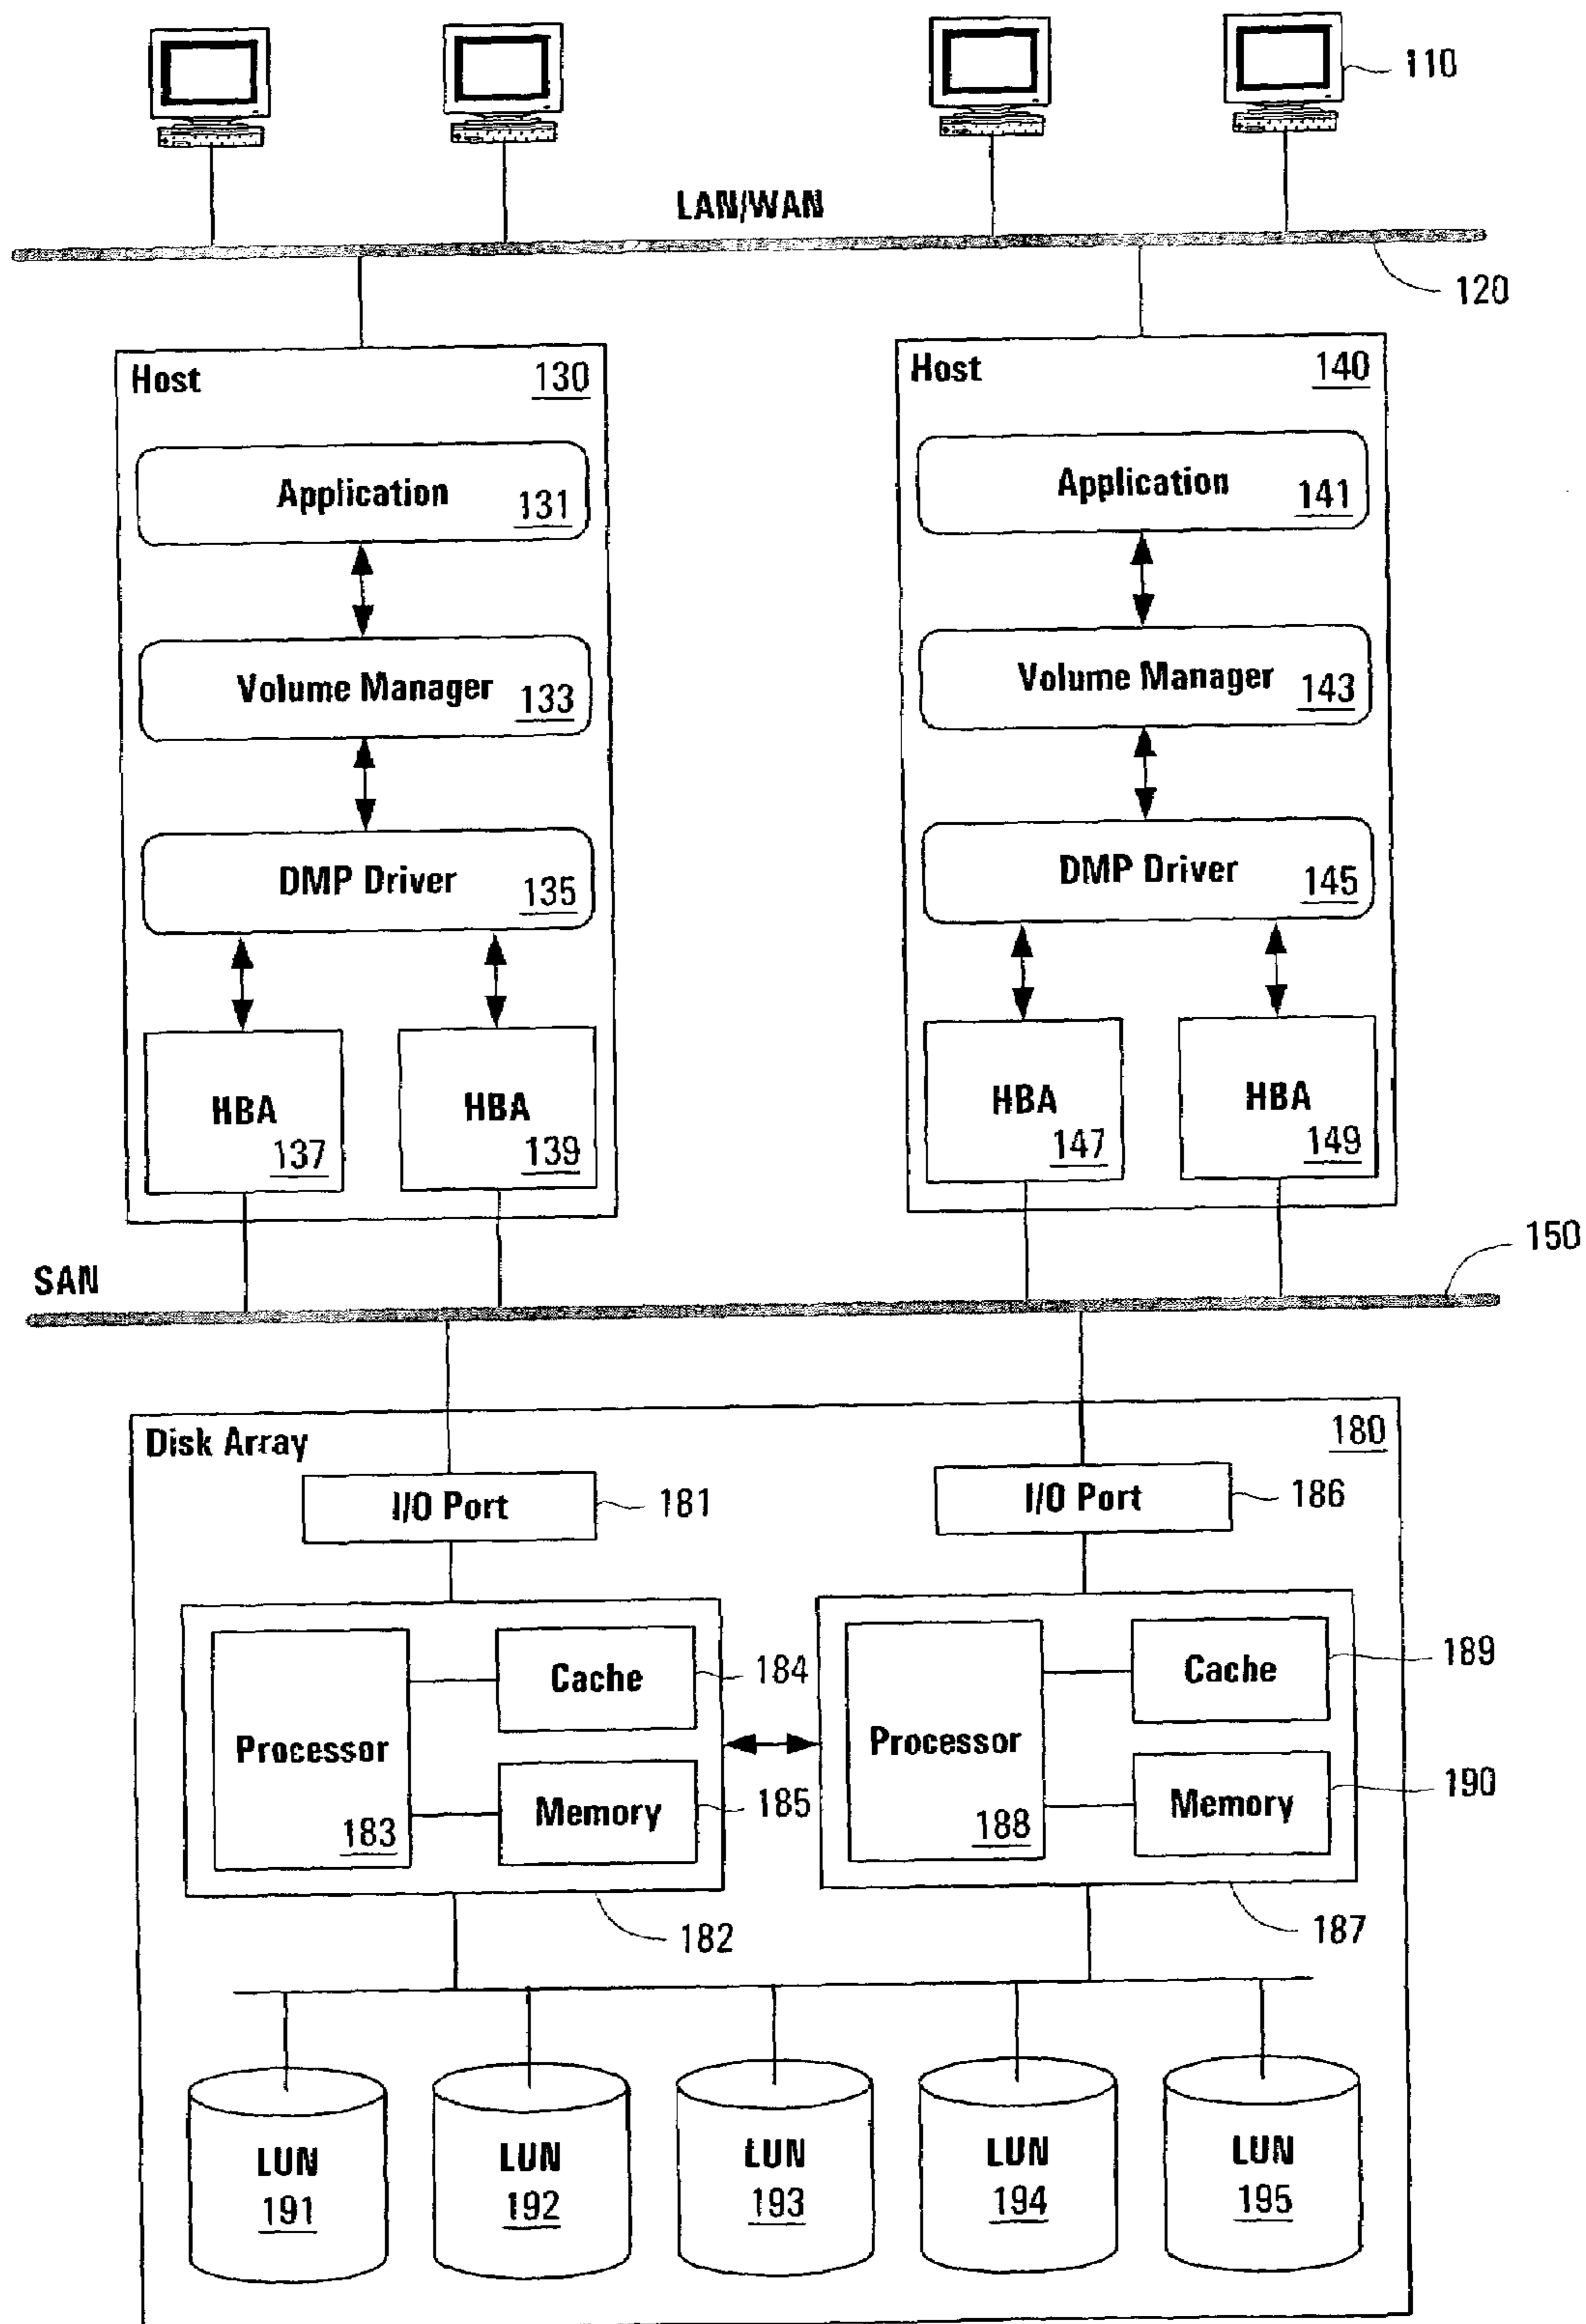 110
LAN/WAN
120
Host 130
Host 140
Application 131
Application 141
Volume Manager 133
Volume Manager 143
DMP Driver 135
DMP Driver 145
HBA 137
HBA 139
HBA 147
HBA 149
150
SAN
Disk Array 180
I/O Port 181
I/O Port 186
Processor 183
Cache 184
Memory 185
182
Processor 188
Cache 189
Memory 190
187
LUN 191
LUN 192
LUN 193
LUN 194
LUN 195